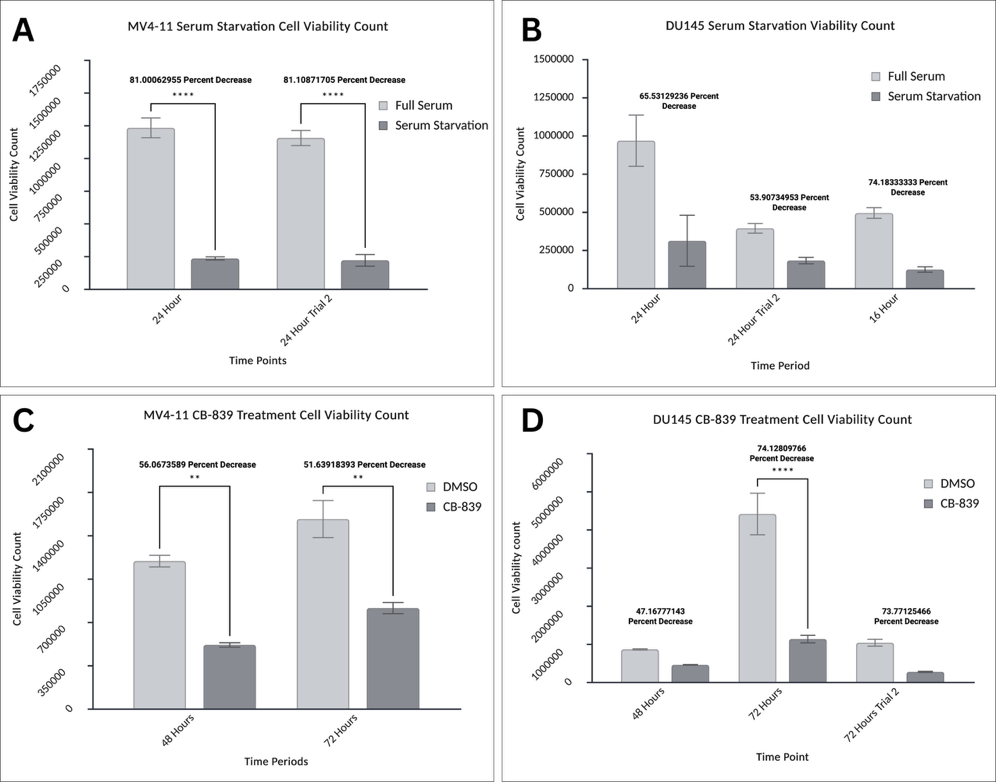 A
MV4-11 Serum Starvation Cell Viability Count
81.00062955 Percent Decrease
81.10871705 Percent Decrease
****
****
Full Serum
Serum Starvation
Cell Viability Count
1750000
1500000
1250000
1000000
750000
500000
250000
0
24 Hour
24 Hour Trial 2
Time Points
B
DU145 Serum Starvation Cell Viability Count
Full Serum
Serum Starvation
65.53129236 Percent
Decrease
53.90734953 Percent
Decrease
74.18333333 Percent
Decrease
Cell Viability Count
1500000
1250000
1000000
750000
500000
250000
0
24 Hour
24 Hour Trial 2
16 Hour
Time Period
C
MV4-11 CB-839 Treatment Cell Viability Count
56.0673589 Percent Decrease
51.63918393 Percent Decrease
**
**
DMSO
CB-839
Cell Viability Count
2100000
1750000
1400000
1050000
700000
350000
0
48 Hours
72 Hours
Time Periods
D
DU145 CB-839 Treatment Cell Viability Count
74.12809766
Percent Decrease
****
DMSO
CB-839
47.16777143
Percent Decrease
73.77125466
Percent Decrease
Cell Viability count
6000000
5000000
4000000
3000000
2000000
1000000
0
48 Hours
72 Hours
72 Hours Trial 2
Time Point